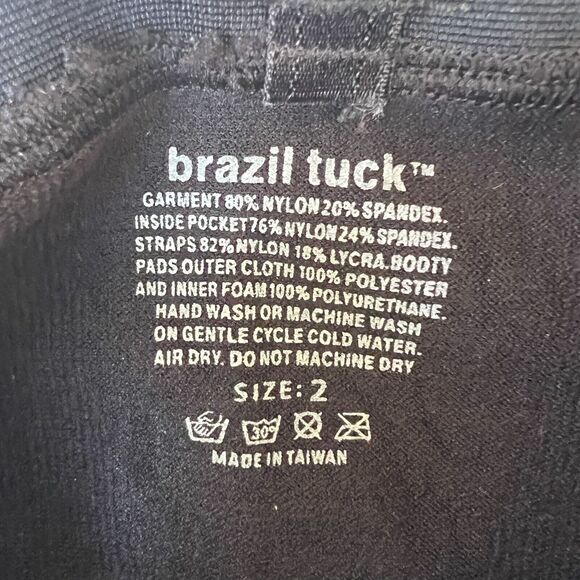 brazil tuck™
GARMENT 80% NYLON 20% SPANDEX.
INSIDE POCKET 76% NYLON 24% SPANDEX.
STRAPS 82% NYLON 18% LYCRA. BOOTY
PADS OUTER CLOTH 100% POLYESTER
AND INNER FOAM 100% POLYURETHANE.
HAND WASH OR MACHINE WASH
ON GENTLE CYCLE COLD WATER.
AIR DRY. DO NOT MACHINE DRY
SIZE: 2
30°
MADE IN TAIWAN